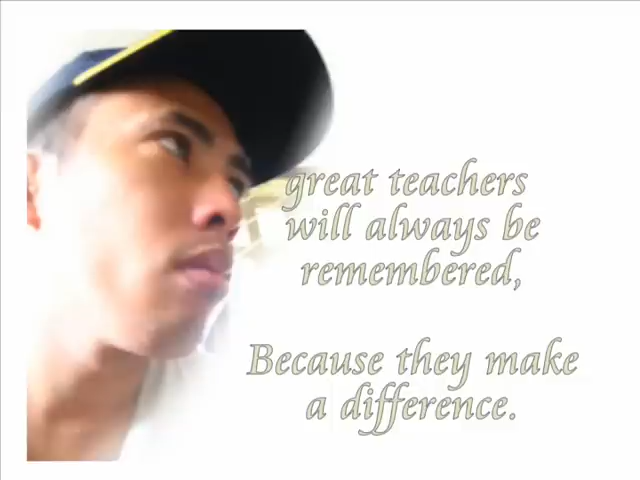 great teachers
will always be
remembered,
Because they make
a difference.